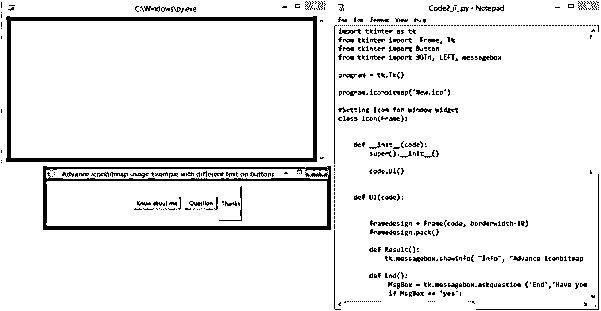 C:\Windows\py.exe
Advance iconbitmap usage Example with different text on buttons
Know about me
Question
Thanks
Code2_IT_.py - Notepad
File Edit Format View Help
import tkinter as tk
from tkinter import Frame, Tk
from tkinter import Button
from tkinter import BOTH, LEFT, messagebox
program = tk.Tk()
program.iconbitmap('New.ico')
#Setting Icon for window widget
class Icon(Frame):
def __init__(code):
super().__init__()
code.UI()
def UI(code):
framedesign = Frame(code, borderwidth=10)
framedesign.pack()
def Result():
tk.messagebox.showinfo( "Info", "Advance Iconbitmap
def End():
MsgBox = tk.messagebox.askquestion ('End','Have you
if MsgBox == 'yes':